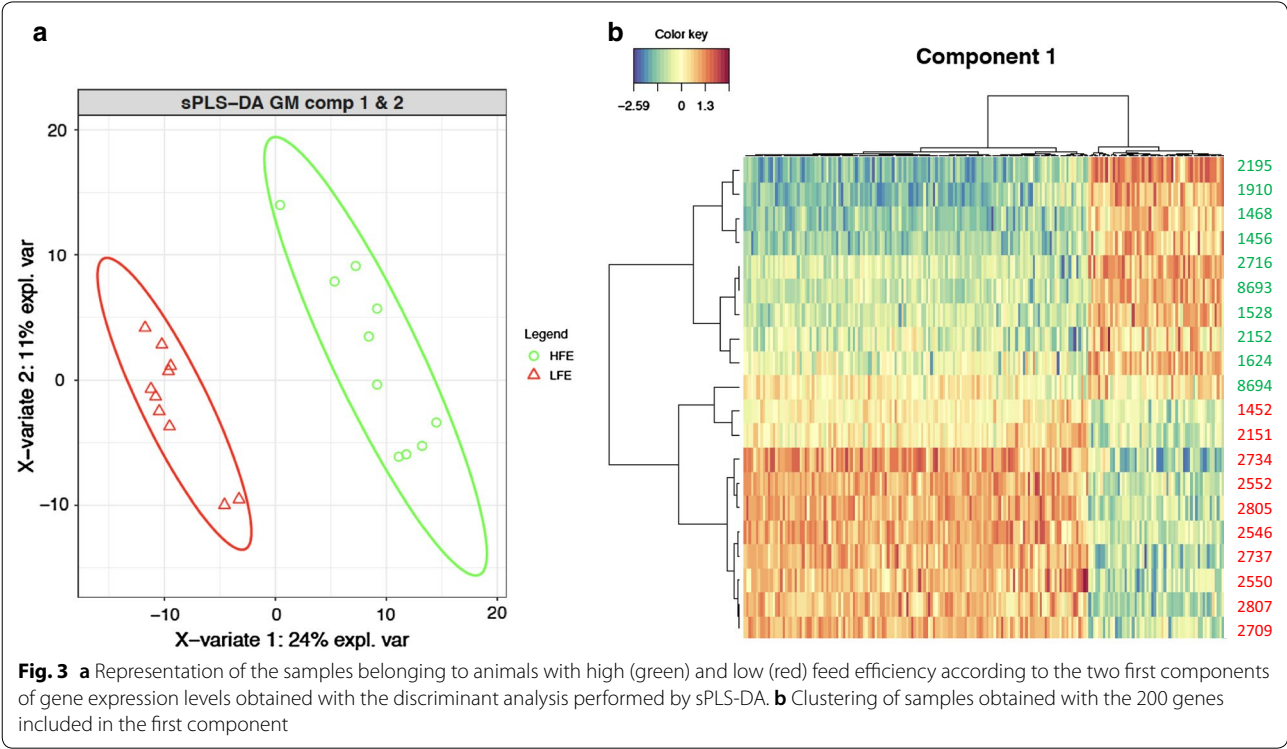 a
sPLS–DA GM comp 1 & 2
20
10
0
−10
−10
0
10
20
X–variate 2: 11% expl. var
X–variate 1: 24% expl. var
Legend
HFE
LFE
b
Color key
−2.59
0
1.3
Component 1
2195
1910
1468
1456
2716
8693
1528
2152
1624
8694
1452
2151
2734
2552
2805
2546
2737
2550
2807
2709
Fig. 3 a Representation of the samples belonging to animals with high (green) and low (red) feed efficiency according to the two first components
of gene expression levels obtained with the discriminant analysis performed by sPLS-DA. b Clustering of samples obtained with the 200 genes
included in the first component